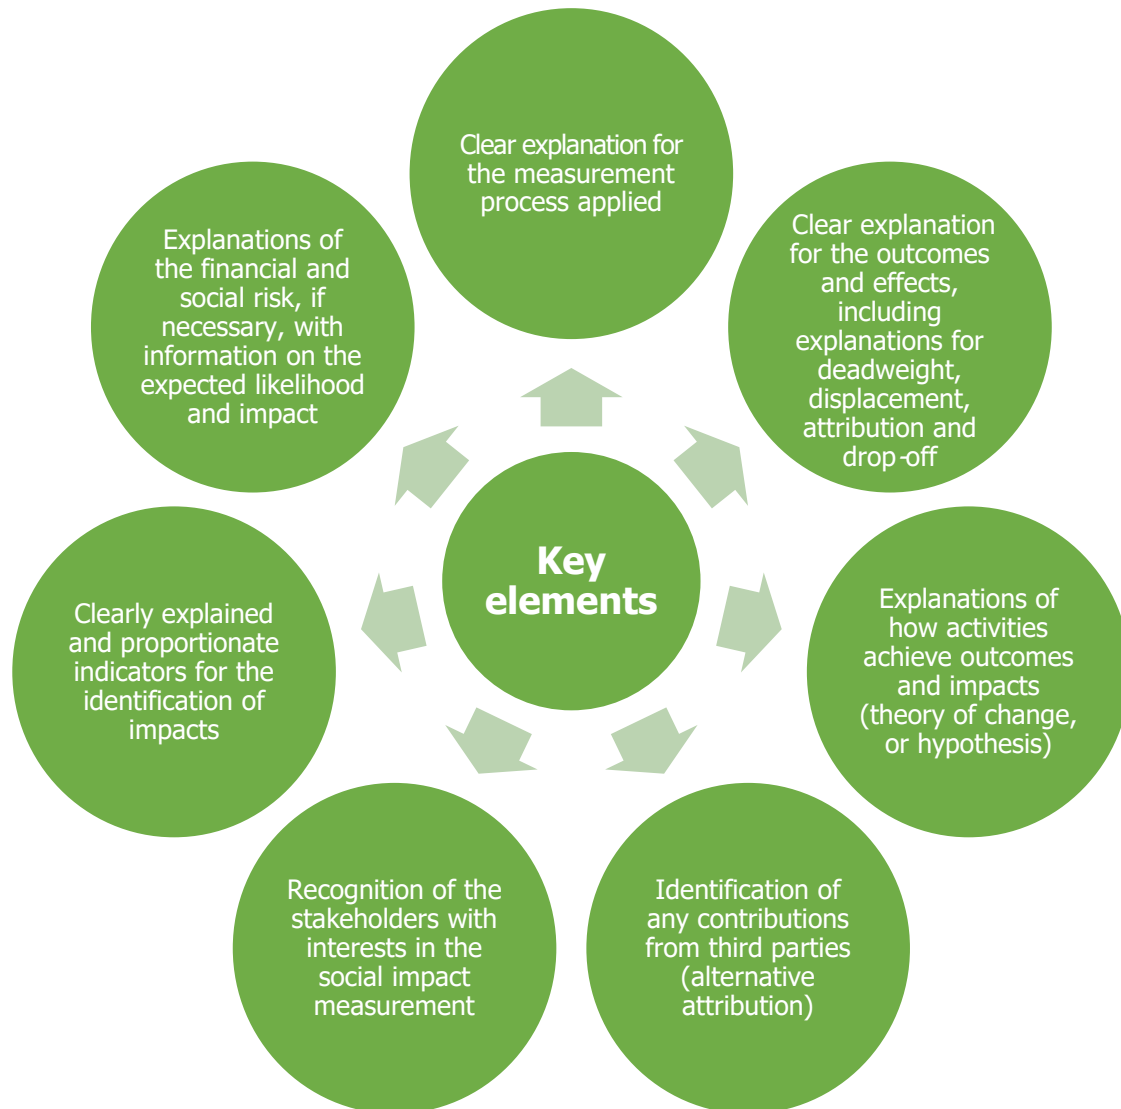 Clear explanation for
the measurement
process applied
Clear explanation
for the outcomes
and effects,
including
explanations for
deadweight,
displacement,
attribution and
drop-off
Explanations of
how activities
achieve outcomes
and impacts
(theory of change,
or hypothesis)
Identification of
any contributions
from third parties
(alternative
attribution)
Recognition of the
stakeholders with
interests in the
social impact
measurement
Clearly explained
and proportionate
indicators for the
identification of
impacts
Explanations of
the financial and
social risk, if
necessary, with
information on the
expected likelihood
and impact
Key
elements